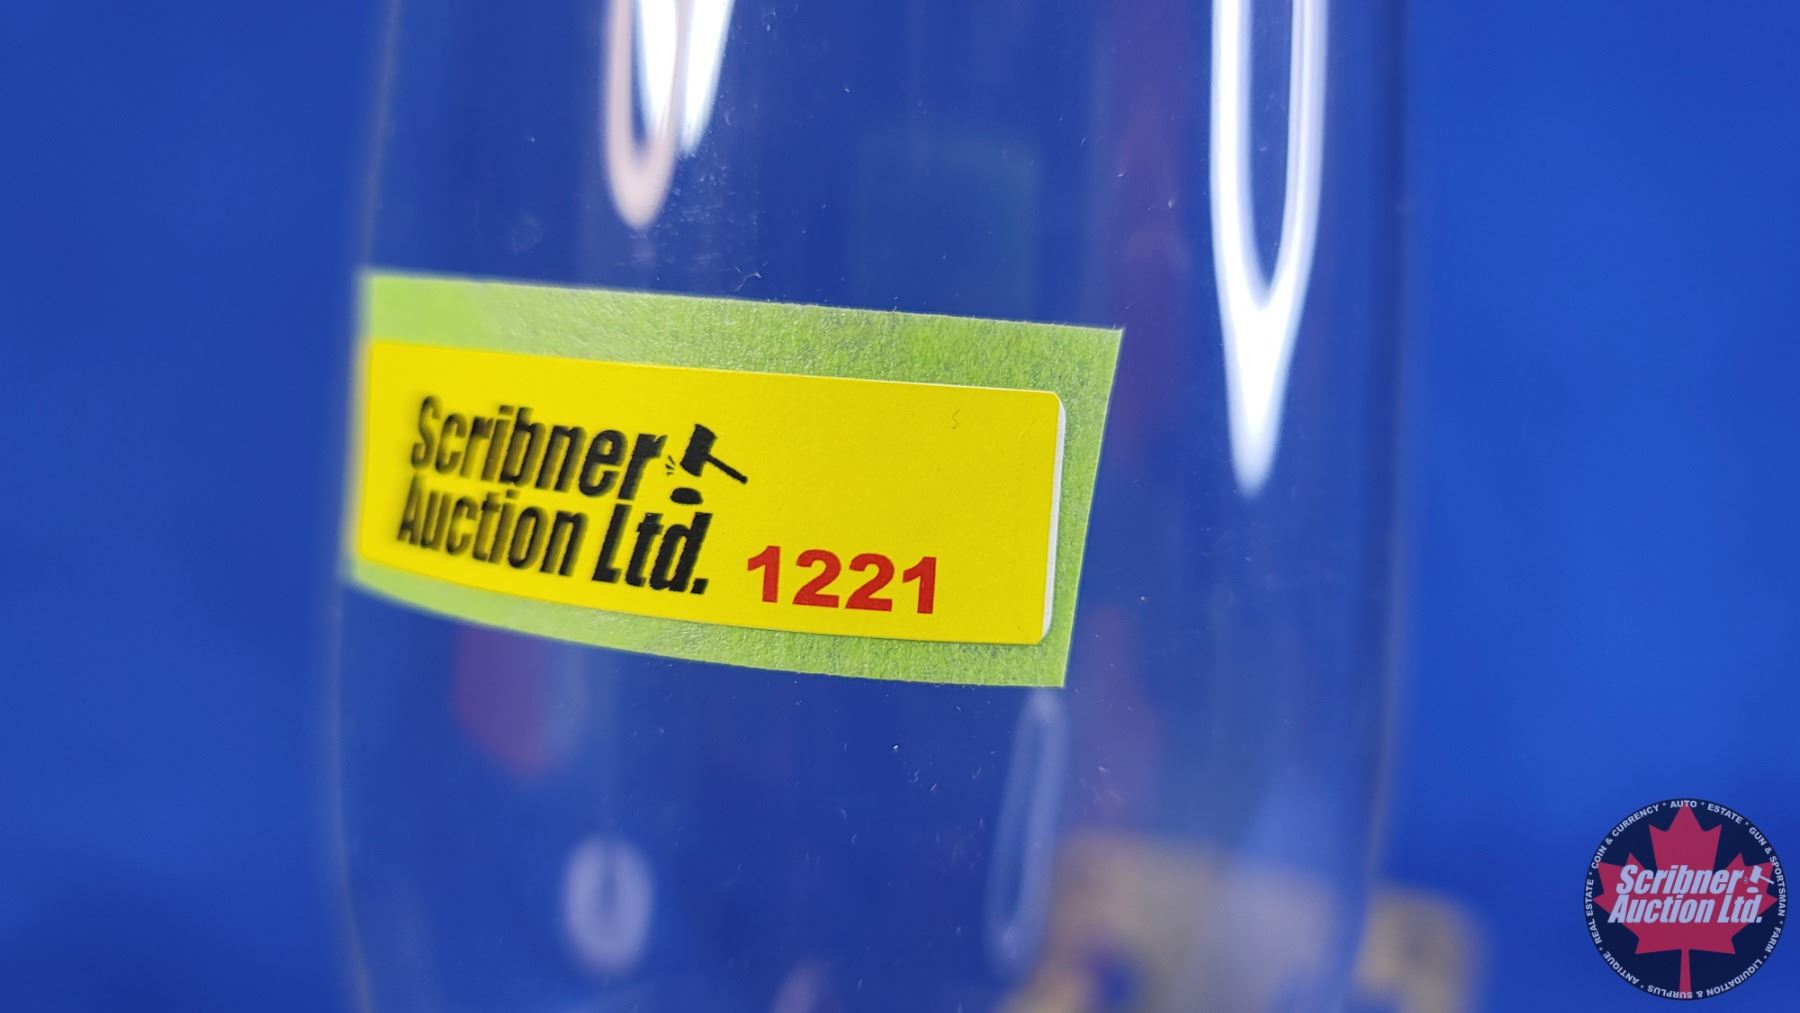 Scribner
Auction Ltd.
1221
COIN & CURRENCY * AUTO * ESTATE * GUN & SPORTSMAN * FARM * LIQUIDATION & SURPLUS * ANTIQUE * REAL ESTATE *
Scribner
Auction Ltd.